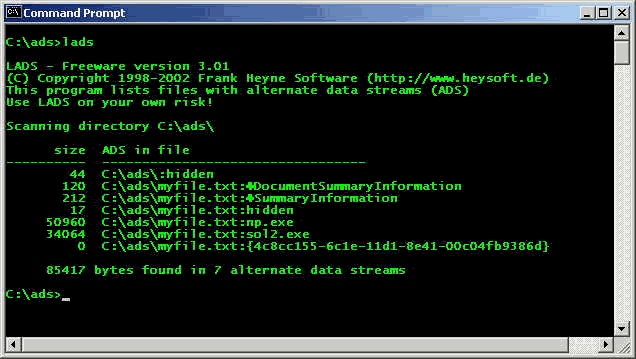 Command Prompt
C:\ads>lads
LADS - Freeware version 3.01
(C) Copyright 1998-2002 Frank Heyne Software (http://www.heysoft.de)
This program lists files with alternate data streams (ADS)
Use LADS on your own risk!
Scanning directory C:\ads\
size  ADS in file
----------  ---------------------------------
44  C:\ads\:hidden
120  C:\ads\myfile.txt:♣DocumentSummaryInformation
212  C:\ads\myfile.txt:♣SummaryInformation
17  C:\ads\myfile.txt:hidden
50960  C:\ads\myfile.txt:np.exe
34064  C:\ads\myfile.txt:sol2.exe
0  C:\ads\myfile.txt:{4c8cc155-6c1e-11d1-8e41-00c04fb9386d}
85417 bytes found in 7 alternate data streams
C:\ads>_